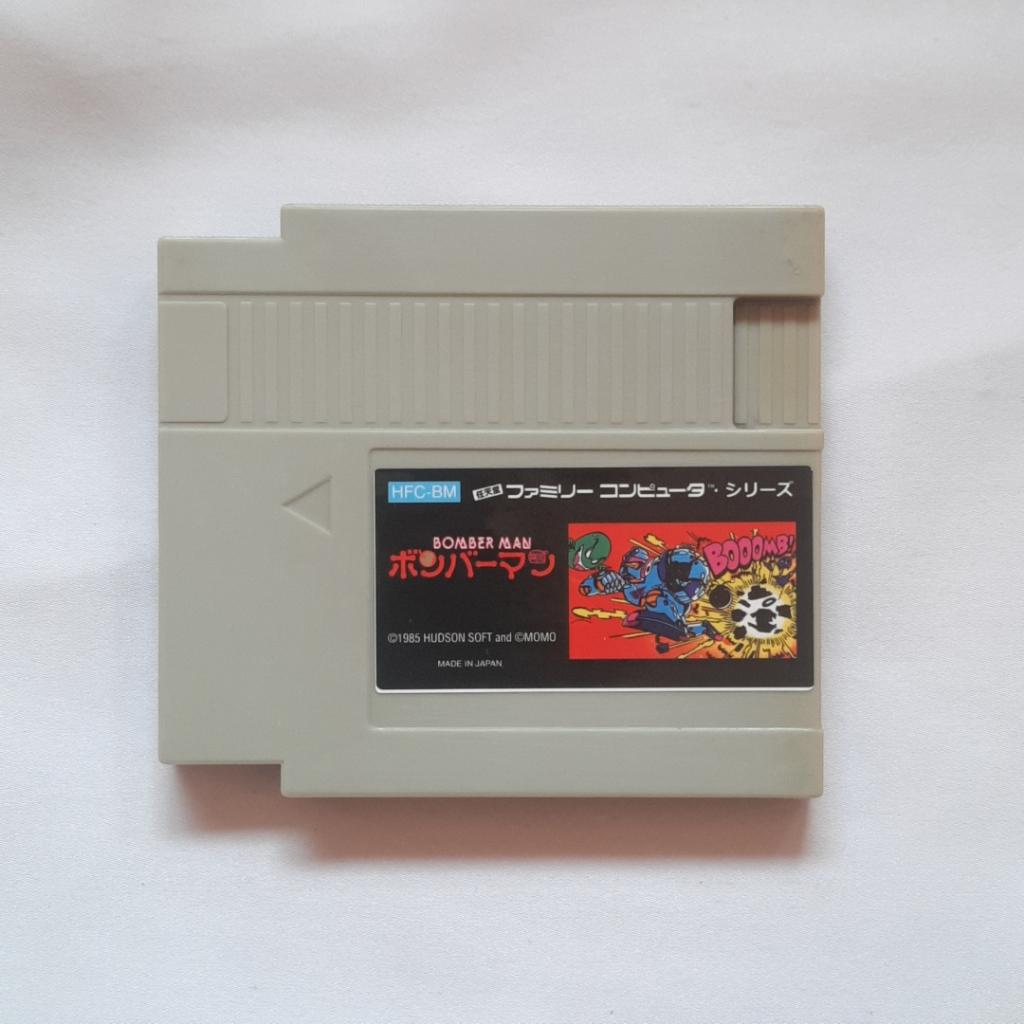 HFC-BM 任天堂 ファミリー コンピュータ™・シリーズ
BOMBER MAN
ボンバーマン
BOOOMB!
©1985 HUDSON SOFT and ©MOMO
MADE IN JAPAN